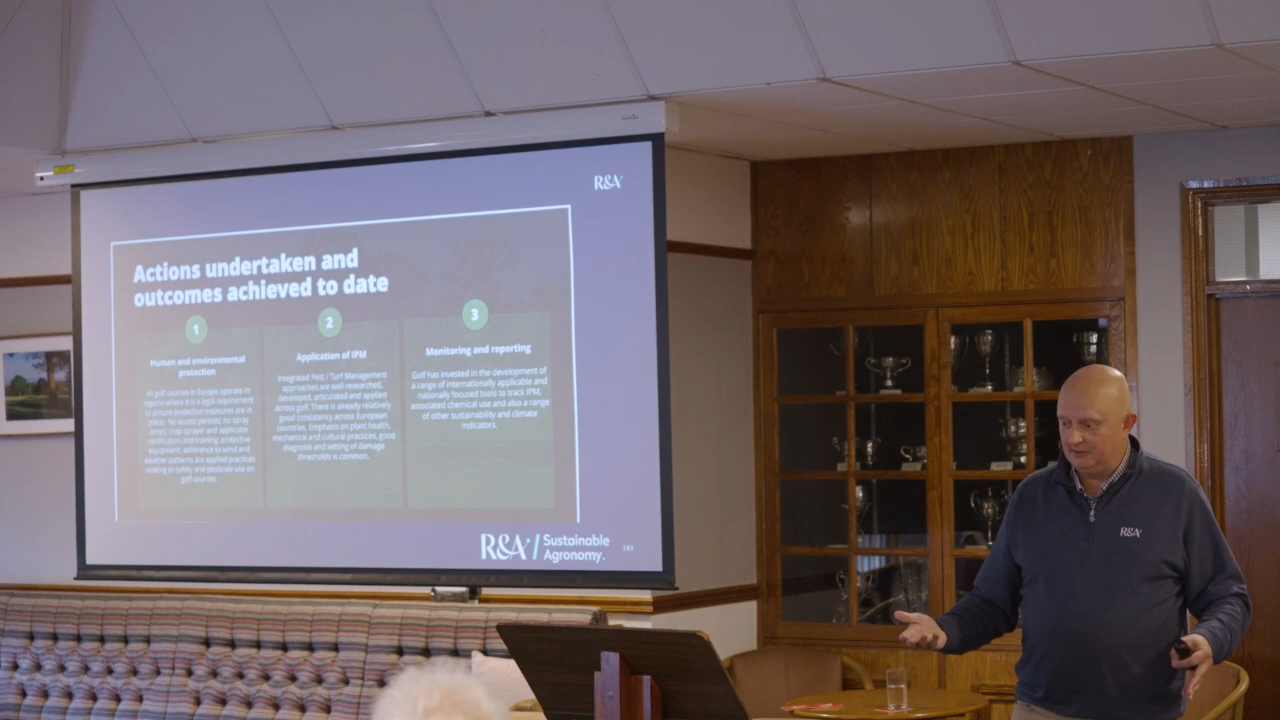 R&A
Actions undertaken and
outcomes achieved to date
1
Human and environmental
protection
All golf courses in Europe operate in
regions where it is a legal requirement
to ensure protection measures are in
place. No access periods; no spray
zones; crop sprayer and applicator
certification and training; protective
equipment; adherence to wind and
weather patterns are applied practices
relating to safety and pesticide use on
golf courses.
2
Application of IPM
Integrated Pest / Turf Management
approaches are well researched,
developed, articulated and applied
across golf. There is already relatively
good consistency across European
countries. Emphasis on plant health,
mechanical and cultural practices, good
diagnosis and setting of damage
thresholds is common.
3
Monitoring and reporting
Golf has invested in the development of
a range of internationally applicable and
nationally focused tools to track IPM,
associated chemical use and also a range
of other sustainability and climate
indicators.
R&A / Sustainable
Agronomy.
R&A